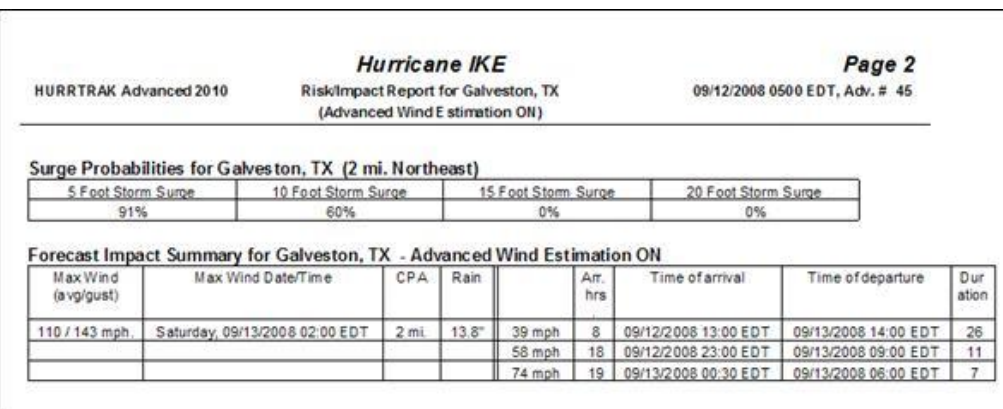 Hurricane IKE Page 2
HURRTRAK Advanced 2010 Risk/Impact Report for Galveston, TX 09/12/2008 0500 EDT, Adv. # 45
(Advanced Wind Estimation ON)
Surge Probabilities for Galveston, TX (2 mi. Northeast)
5 Foot Storm Surge 10 Foot Storm Surge 15 Foot Storm Surge 20 Foot Storm Surge
91% 60% 0% 0%
Forecast Impact Summary for Galveston, TX - Advanced Wind Estimation ON
Max Wind Max Wind Date/Time CPA Rain Arr. Time of arrival Time of departure Dur
(avg/gust) hrs ation
110 / 143 mph. Saturday, 09/13/2008 02:00 EDT 2 mi. 13.8" 39 mph 8 09/12/2008 13:00 EDT 09/13/2008 14:00 EDT 26
58 mph 18 09/12/2008 23:00 EDT 09/13/2008 09:00 EDT 11
74 mph 19 09/13/2008 00:30 EDT 09/13/2008 06:00 EDT 7